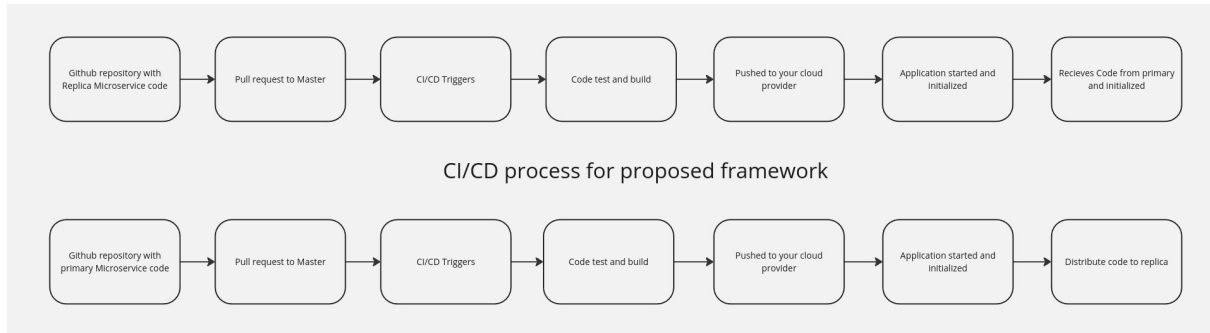 Github repository with
Replica Microservice code
Pull request to Master
CI/CD Triggers
Code test and build
Pushed to your cloud
provider
Application started and
initialized
Recieves Code from primary
and initialized
CI/CD process for proposed framework
Github repository with
primary Microservice code
Pull request to Master
CI/CD Triggers
Code test and build
Pushed to your cloud
provider
Application started and
initialized
Distribute code to replica